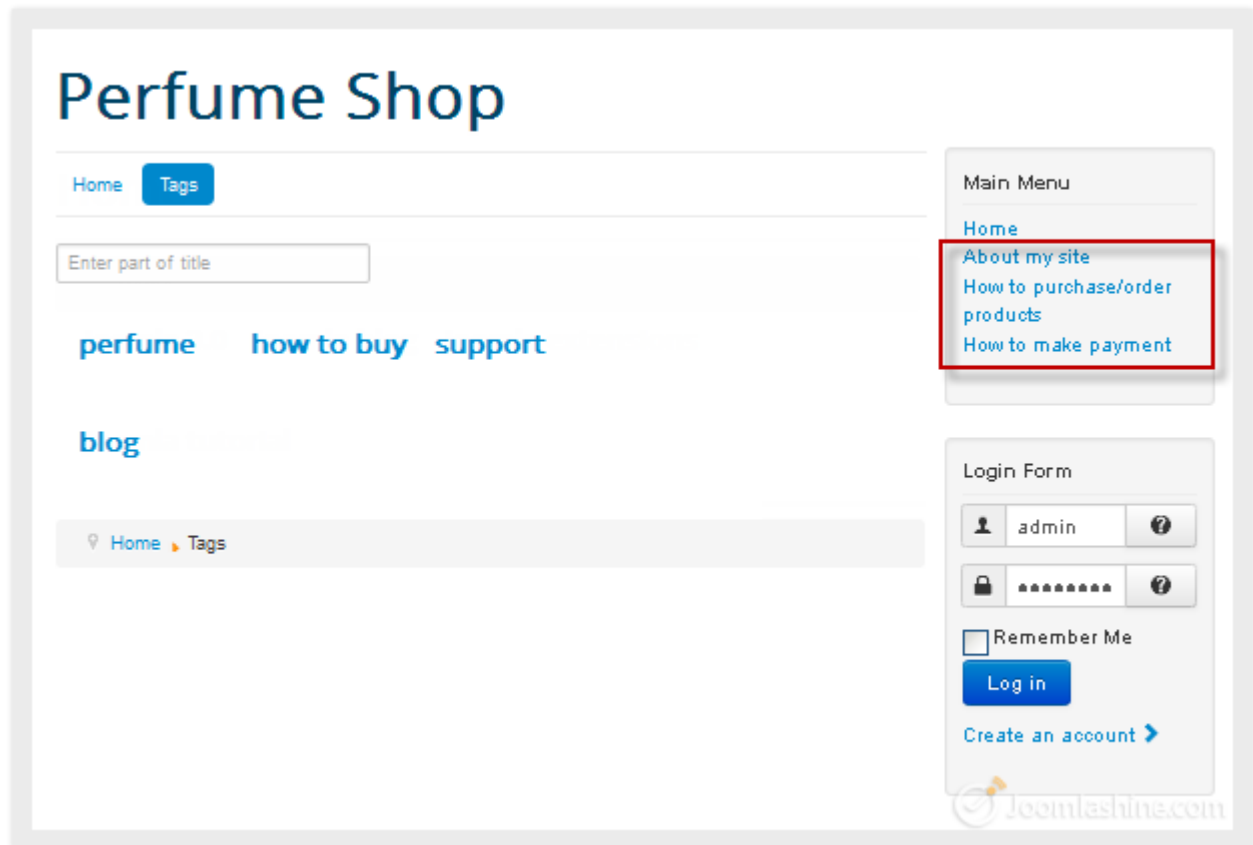 Perfume Shop
Home Tags
Enter part of title
perfume how to buy support
blog
Home Tags
Main Menu
Home
About my site
How to purchase/order
products
How to make payment
Login Form
admin
Remember Me
Log in
Create an account
Joomlashine.com